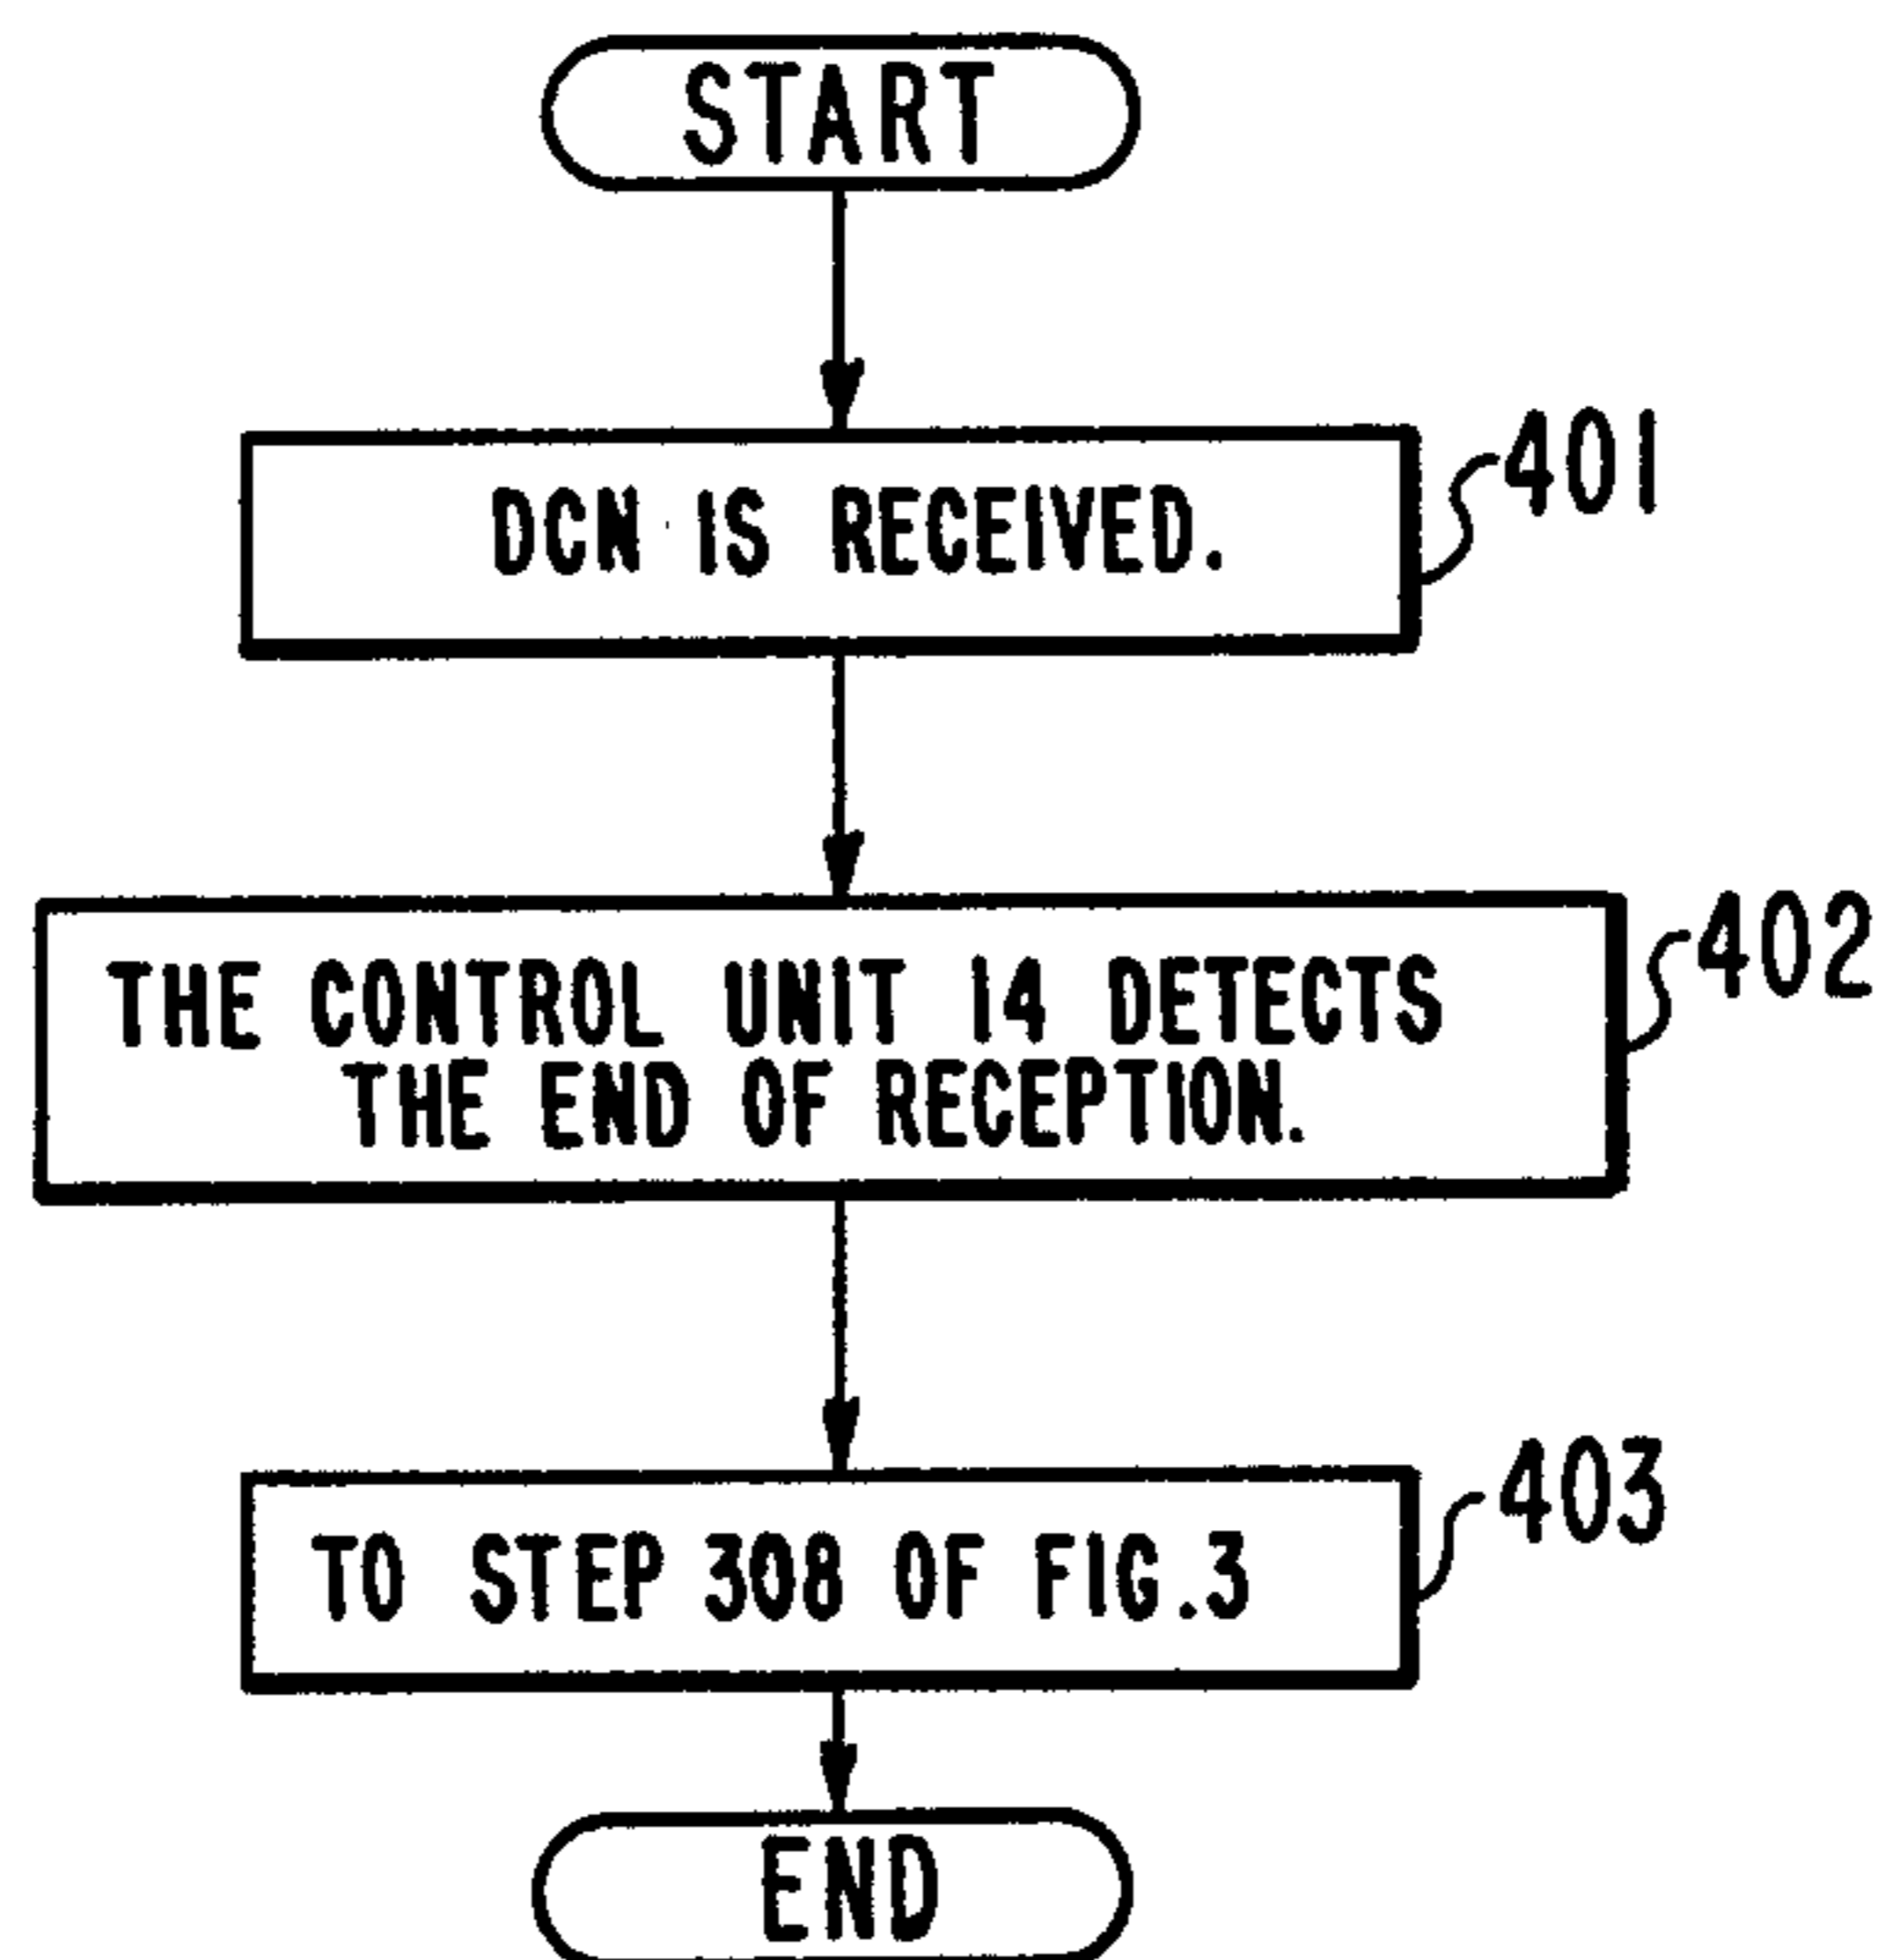 START
DCN IS RECEIVED.
401
THE CONTROL UNIT 14 DETECTS
THE END OF RECEPTION.
402
TO STEP 308 OF FIG.3
403
END